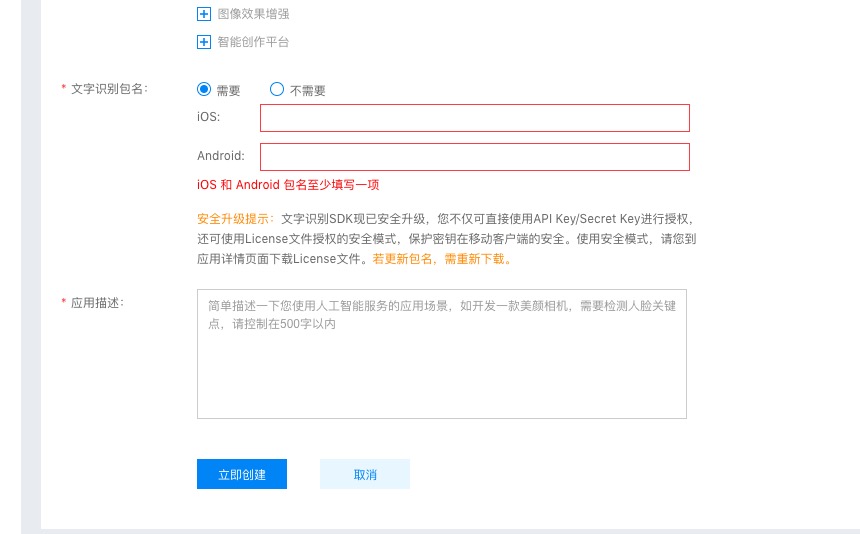 图像效果增强
智能创作平台
* 文字识别包名: 需要 不需要
iOS:
Android:
iOS 和 Android 包名至少填写一项
安全升级提示: 文字识别SDK现已安全升级，您不仅可直接使用API Key/Secret Key进行授权，
还可使用License文件授权的安全模式，保护密钥在移动客户端的安全。使用安全模式，请您到
应用详情页面下载License文件。若更新包名，需重新下载。
* 应用描述:
简单描述一下您使用人工智能服务的应用场景，如开发一款美颜相机，需要检测人脸关键
点，请控制在500字以内
立即创建 取消